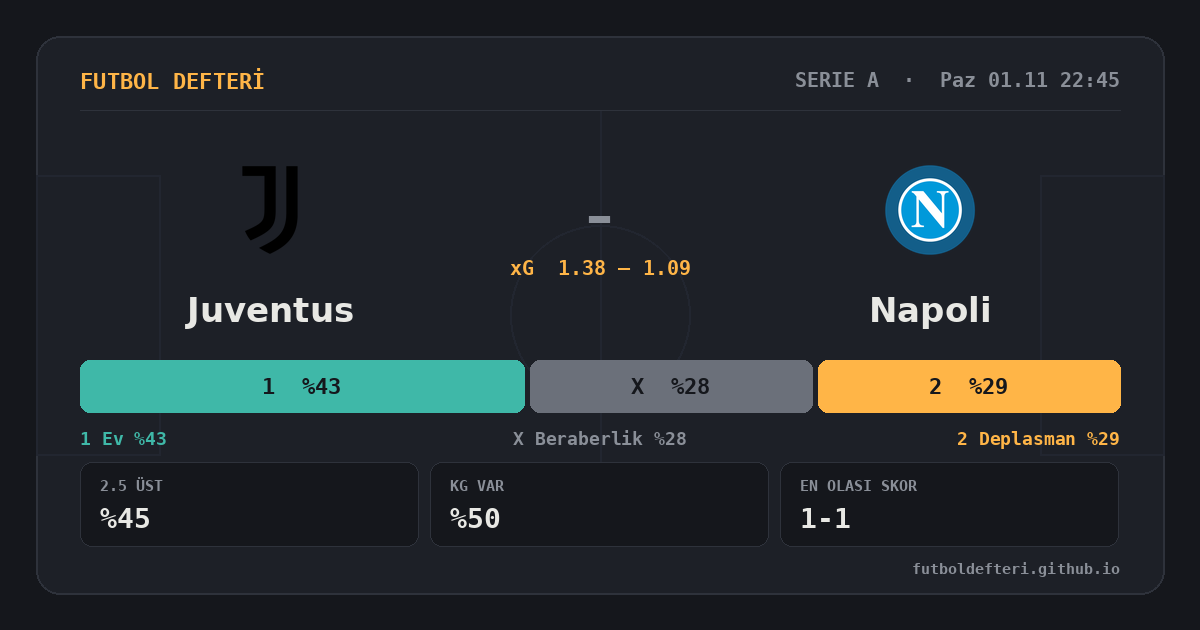 FUTBOL DEFTERİ
SERIE A · Paz 01.11 22:45
N
–
xG 1.38 – 1.09
Juventus
Napoli
1 %43
X %28
2 %29
1 Ev %43
X Beraberlik %28
2 Deplasman %29
2.5 ÜST
%45
KG VAR
%50
EN OLASI SKOR
1-1
futboldefteri.github.io